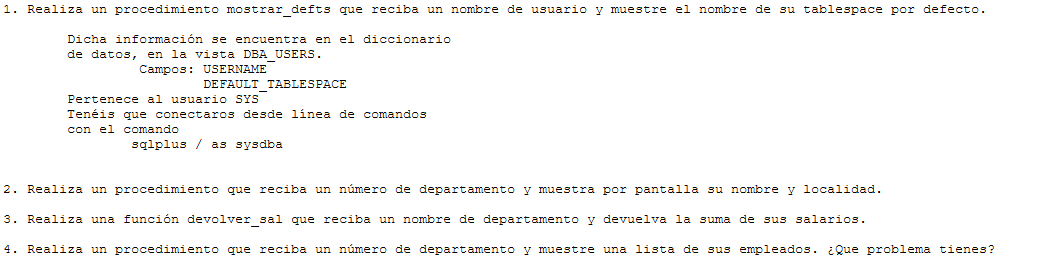 1. Realiza un procedimiento mostrar_defts que reciba un nombre de usuario y muestre el nombre de su tablespace por defecto.
Dicha información se encuentra en el diccionario
de datos, en la vista DBA_USERS.
Campos: USERNAME
DEFAULT_TABLESPACE
Pertenece al usuario SYS
Tenéis que conectaros desde línea de comandos
con el comando
sqlplus / as sysdba
2. Realiza un procedimiento que reciba un número de departamento y muestra por pantalla su nombre y localidad.
3. Realiza una función devolver_sal que reciba un nombre de departamento y devuelva la suma de sus salarios.
4. Realiza un procedimiento que reciba un número de departamento y muestre una lista de sus empleados. ¿Que problema tienes?